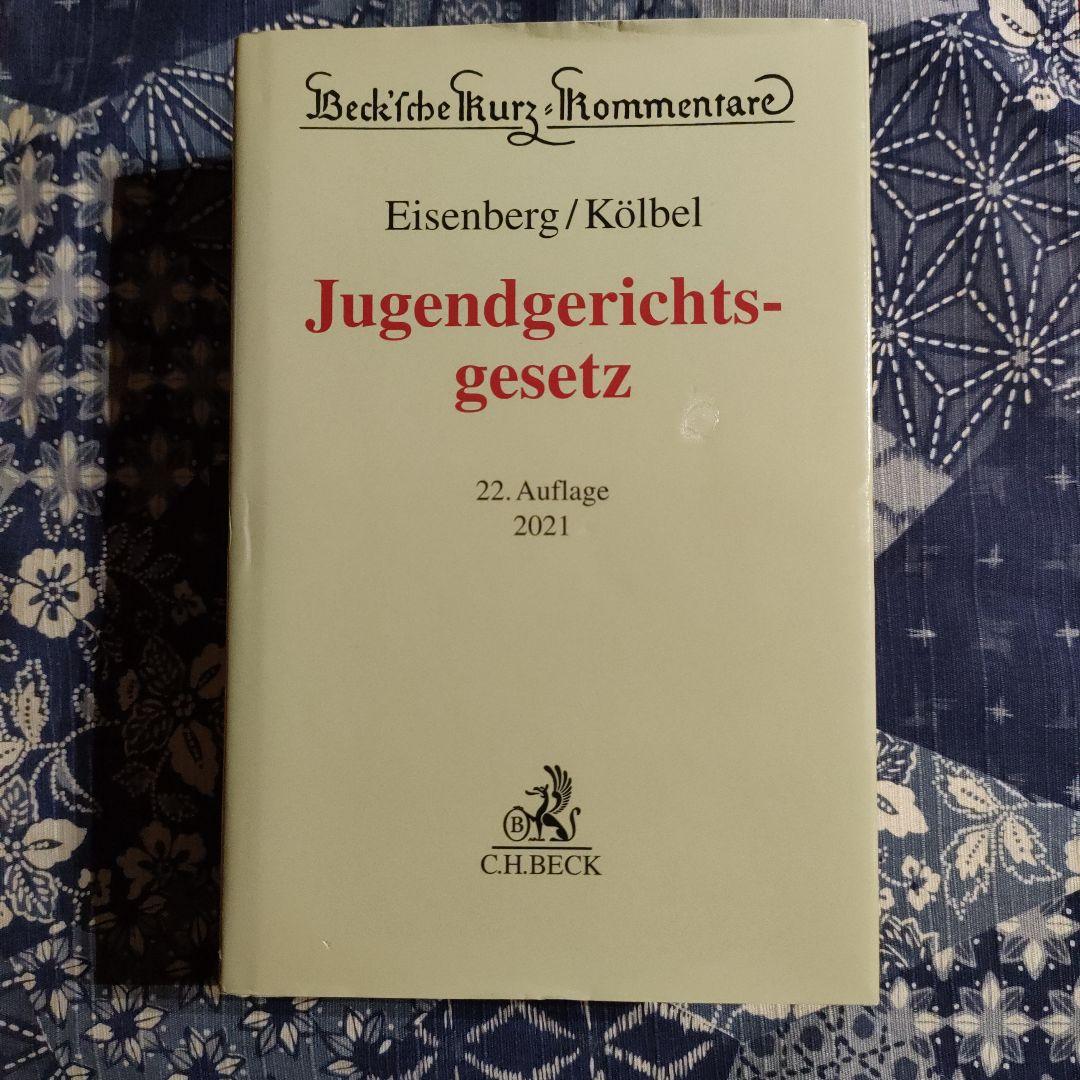 Beck'sche Kurz-Kommentare
Eisenberg/Kölbel
Jugendgerichts-
gesetz
22. Auflage
2021
B
C.H.BECK